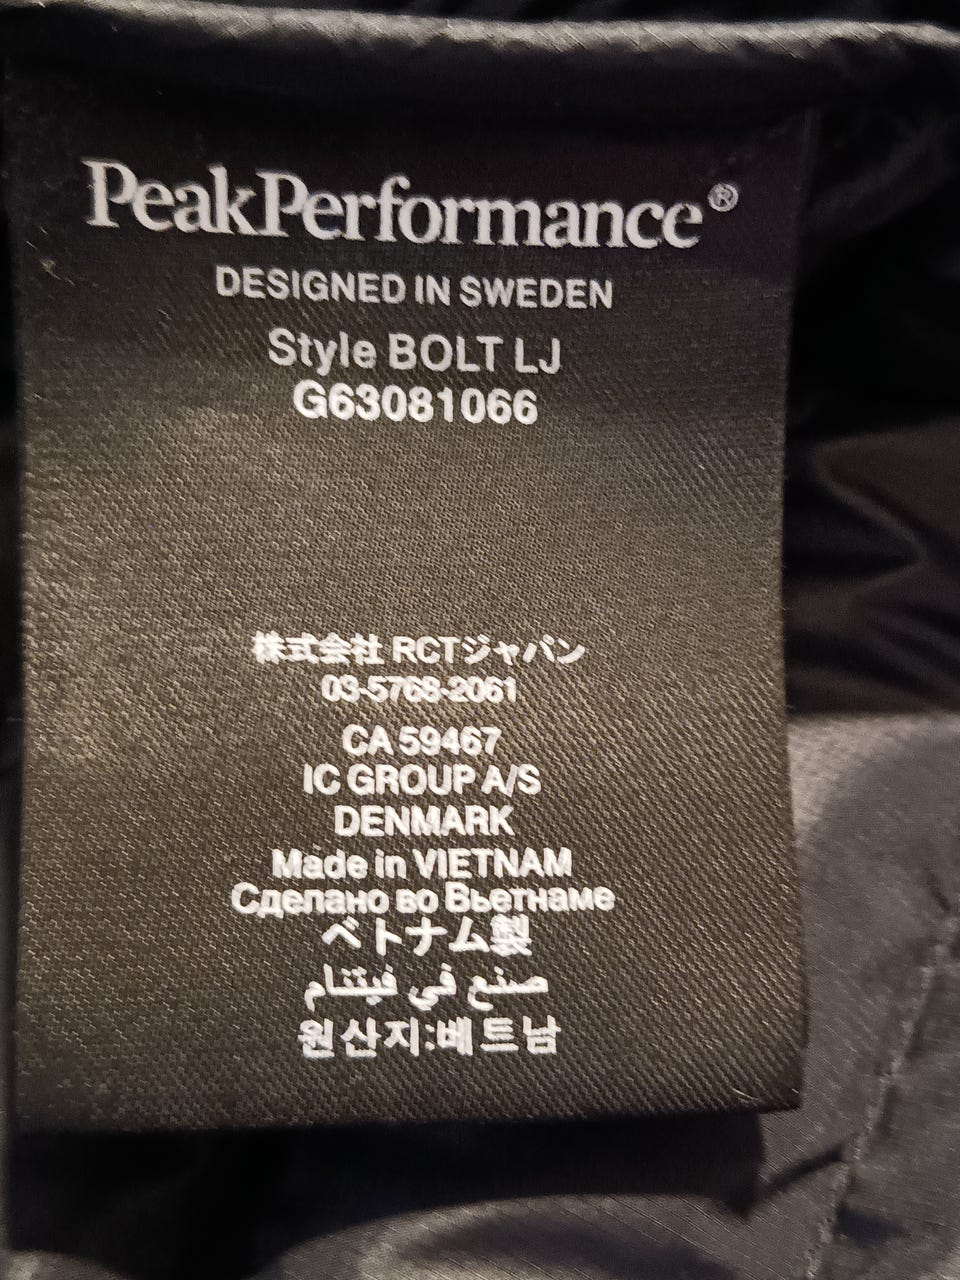 PeakPerformance®
DESIGNED IN SWEDEN
Style BOLT LJ
G63081066
株式会社 RCTジャパン
03-5768-2061
CA 59467
IC GROUP A/S
DENMARK
Made in VIETNAM
Сделано во Вьетнаме
ベトナム製
صنع في فيتنام
원산지:베트남